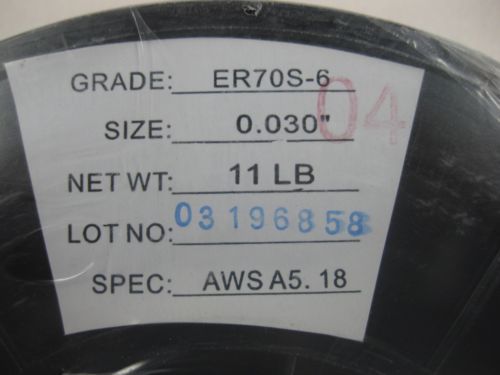 GRADE: ER70S-6
04
SIZE: 0.030"
NET WT: 11 LB
LOT NO: 03196858
SPEC: AWS A5.18